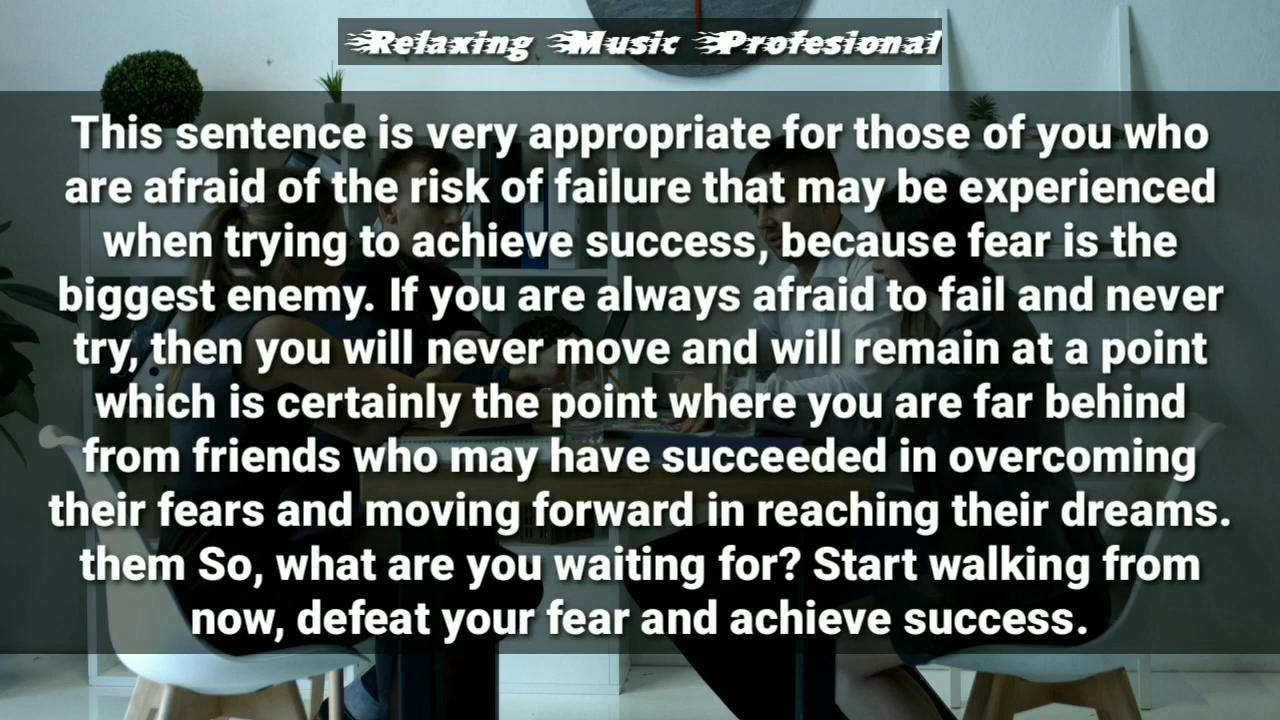 Relaxing Music Profesional
This sentence is very appropriate for those of you who
are afraid of the risk of failure that may be experienced
when trying to achieve success, because fear is the
biggest enemy. If you are always afraid to fail and never
try, then you will never move and will remain at a point
which is certainly the point where you are far behind
from friends who may have succeeded in overcoming
their fears and moving forward in reaching their dreams.
them So, what are you waiting for? Start walking from
now, defeat your fear and achieve success.